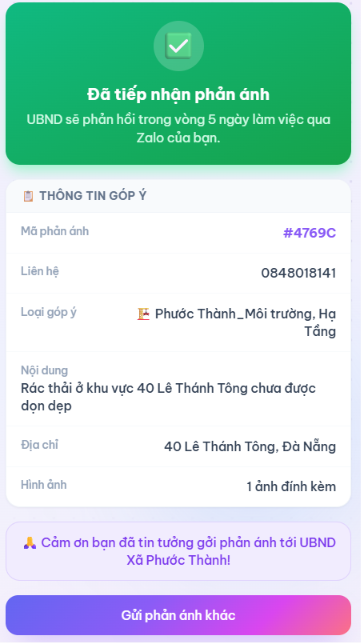 Đã tiếp nhận phản ánh
UBND sẽ phản hồi trong vòng 5 ngày làm việc qua
Zalo của bạn.
THÔNG TIN GÓP Ý
Mã phản ánh
#4769C
Liên hệ
0848018141
Loại góp ý
Phước Thành_Môi trường, Hạ
Tầng
Nội dung
Rác thải ở khu vực 40 Lê Thánh Tông chưa được
dọn dẹp
Địa chỉ
40 Lê Thánh Tông, Đà Nẵng
Hình ảnh
1 ảnh đính kèm
Cảm ơn bạn đã tin tưởng gởi phản ánh tới UBND
Xã Phước Thành!
Gửi phản ánh khác